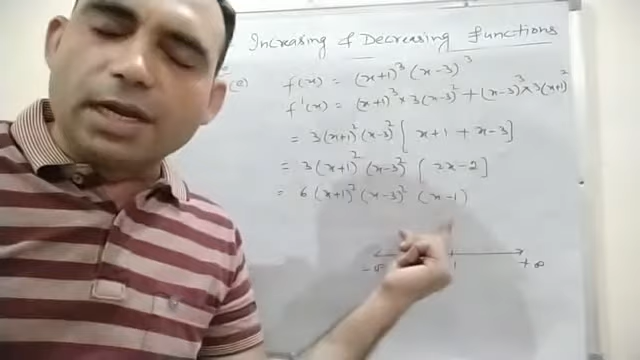 Increasing & Decreasing Functions
(a) f(x) = (x+1)³ (x-3)³
f'(x) = (x+1)³ × 3(x-3)² + (x-3)³ × 3(x+1)²
= 3(x+1)² (x-3)² [ x+1 + x-3 ]
= 3(x+1)² (x-3)² [ 2x-2 ]
= 6(x+1)² (x-3)² (x-1)
-∞ 1 +∞